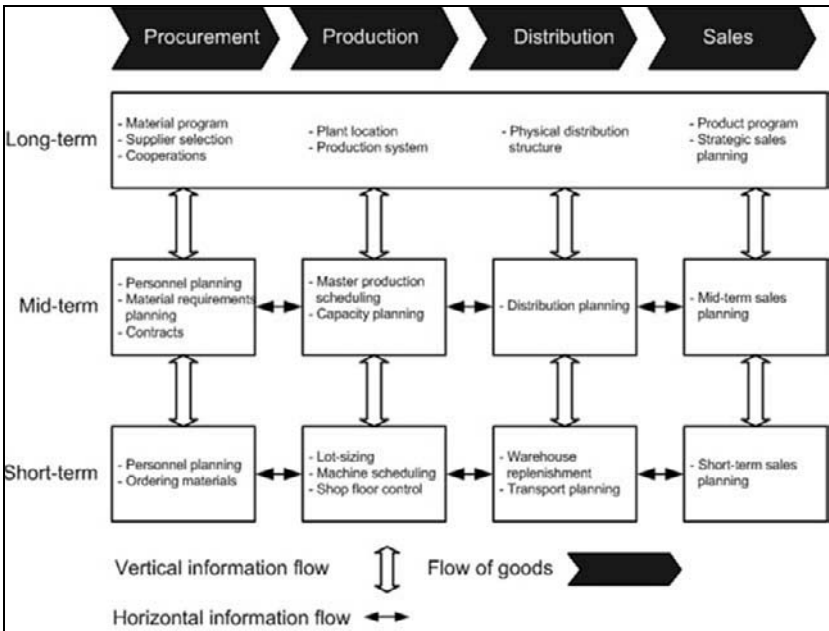 Procurement
Production
Distribution
Sales
Long-term
- Material program
- Supplier selection
- Cooperations
- Plant location
- Production system
- Physical distribution
structure
- Product program
- Strategic sales
planning
Mid-term
- Personnel planning
- Material requirements
planning
- Contracts
- Master production
scheduling
- Capacity planning
- Distribution planning
- Mid-term sales
planning
Short-term
- Personnel planning
- Ordering materials
- Lot-sizing
- Machine scheduling
- Shop floor control
- Warehouse
replenishment
- Transport planning
- Short-term sales
planning
Vertical information flow
Flow of goods
Horizontal information flow